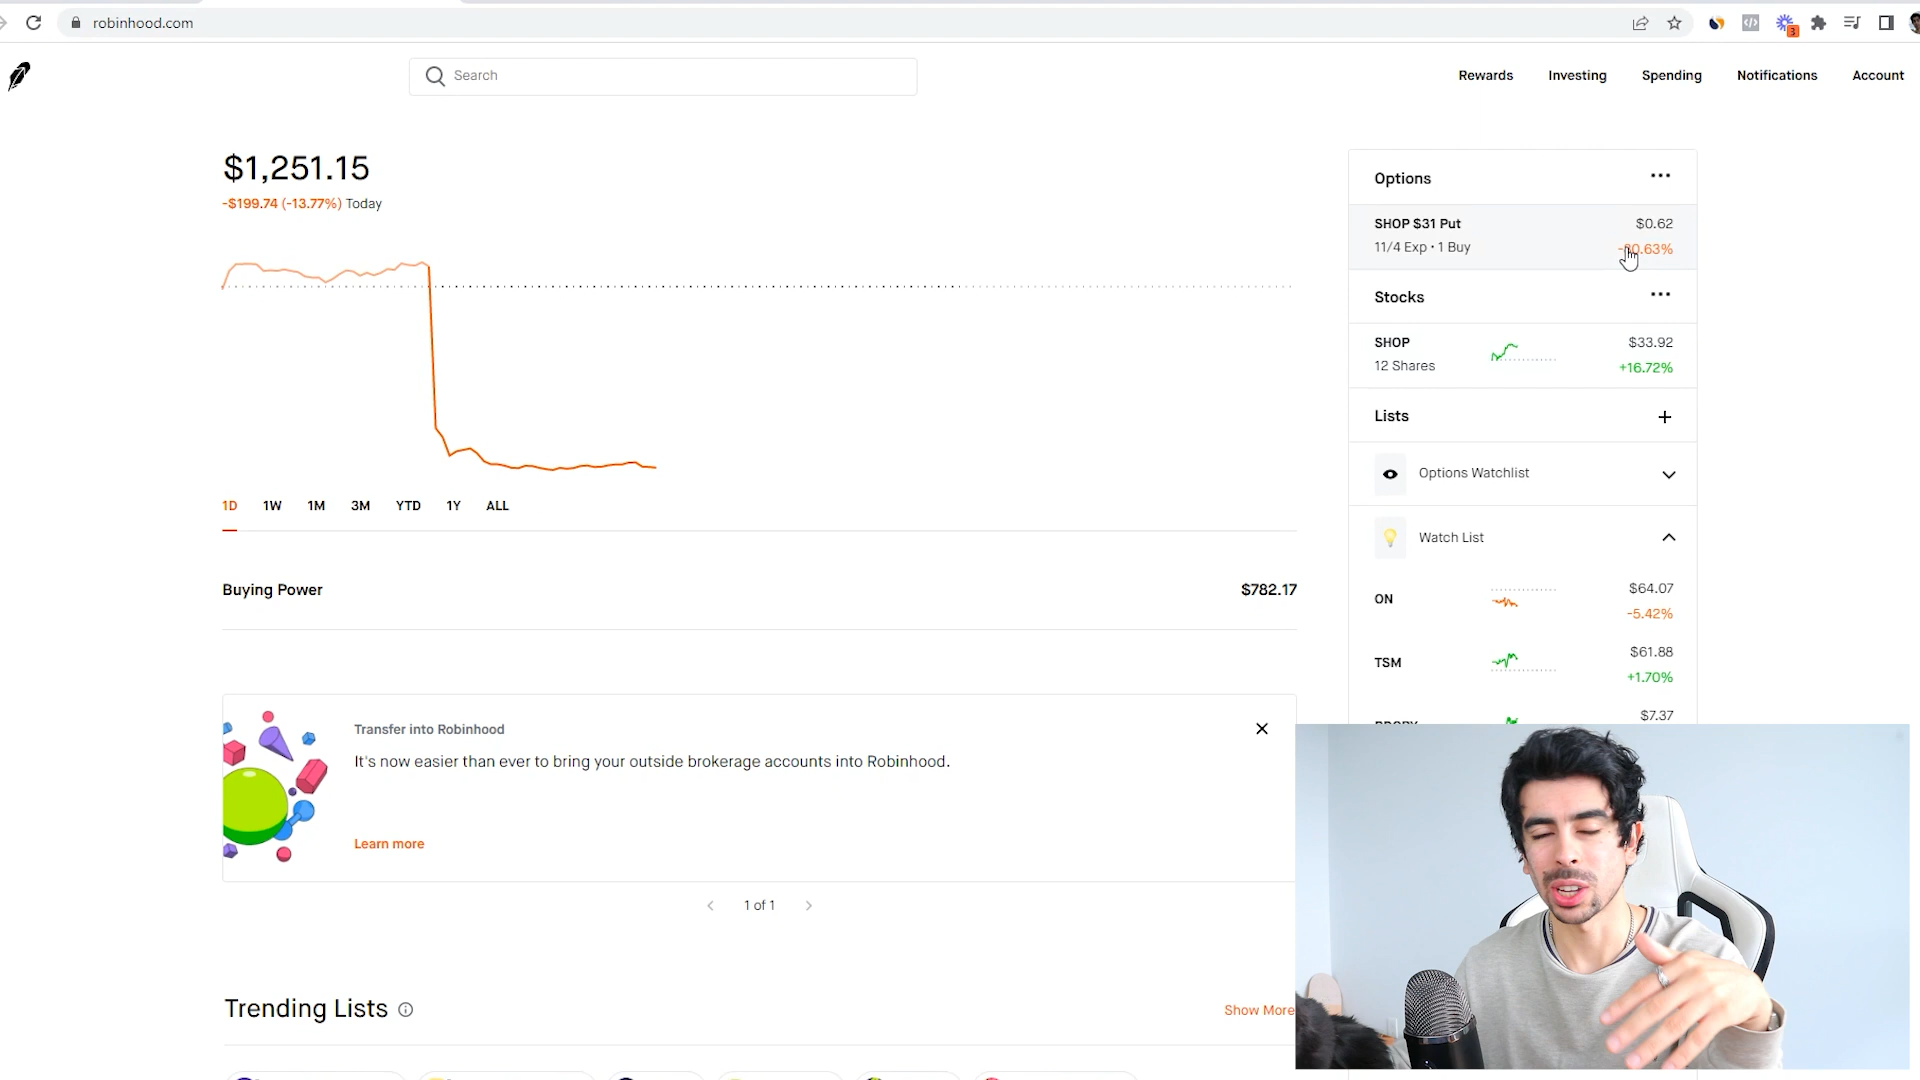 robinhood.com
3
Search
Rewards
Investing
Spending
Notifications
Account
$1,251.15
-$199.74 (-13.77%) Today
1D 1W 1M 3M YTD 1Y ALL
Buying Power $782.17
Transfer into Robinhood
It's now easier than ever to bring your outside brokerage accounts into Robinhood.
Learn more
1 of 1
Trending Lists
Show More
Options
SHOP $31 Put $0.62
11/4 Exp • 1 Buy
Stocks
SHOP $33.92
12 Shares +16.72%
Lists
Options Watchlist
Watch List
ON $64.07
-5.42%
TSM $61.88
+1.70%
$7.37